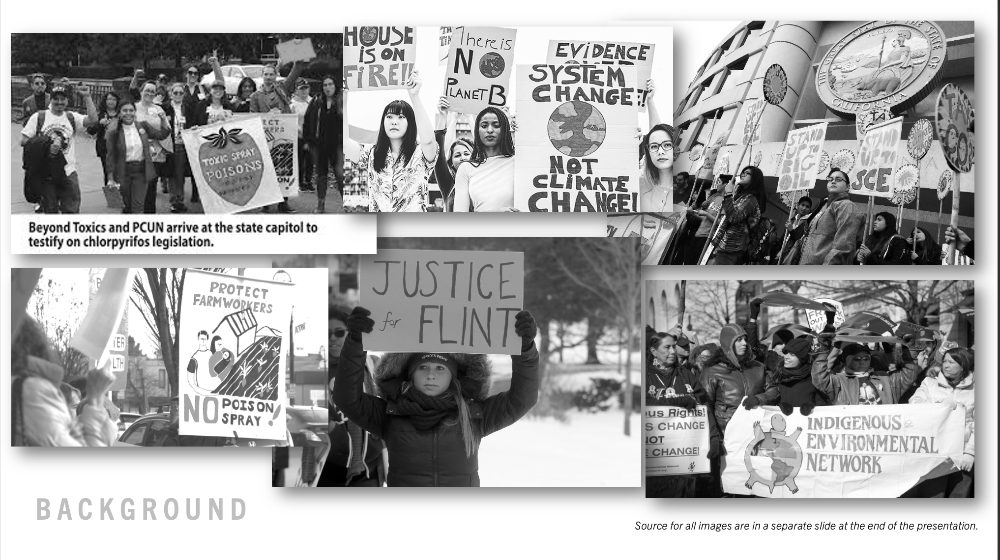 Beyond Toxics and PCUN arrive at the state capitol to
testify on chlorpyrifos legislation.
TOXIC SPRAY
POISONS
HOUSE
IS ON
FIRE!!
There is
NO
PLANET B
EVIDENCE
SYSTEM
CHANGE
NOT
CLIMATE
CHANGE!
THE GREAT SEAL OF THE STATE OF
CALIFORNIA
EUREKA
STAND
UP TO
BIG
OIL
STAND
UP TO
BIG
OIL
STAND
UP TO
SCE
PROTECT
FARMWORKERS
NO POISON
SPRAY!
JUSTICE
for FLINT
GREENPEACE
OUT
Rights!
CHANGE
CHANGE!
INDIGENOUS
ENVIRONMENTAL
NETWORK
BACKGROUND
Source for all images are in a separate slide at the end of the presentation.